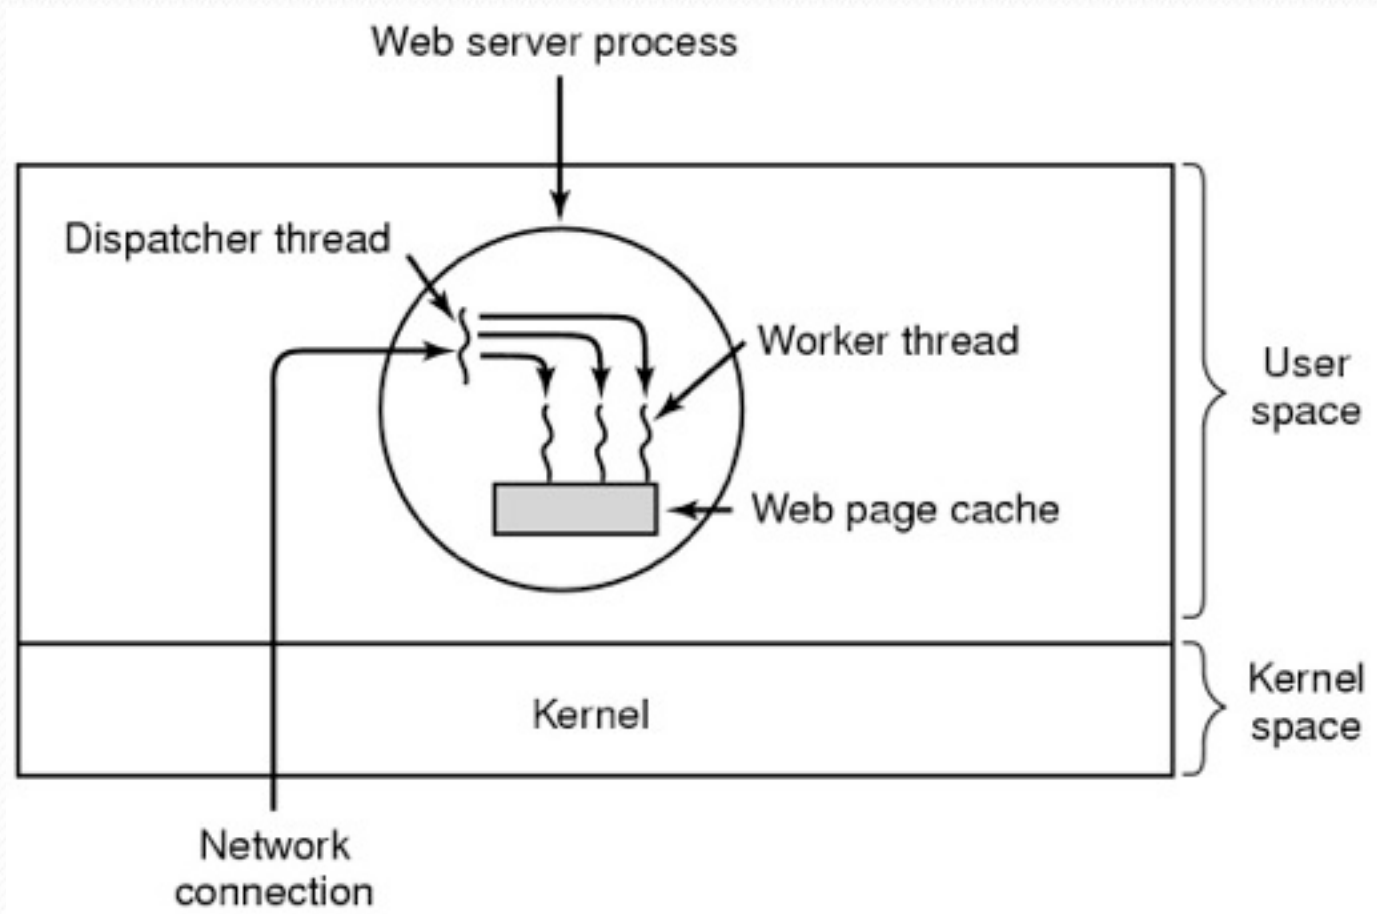 Web server process
Dispatcher thread
Worker thread
User
space
Web page cache
Kernel
Kernel
space
Network
connection